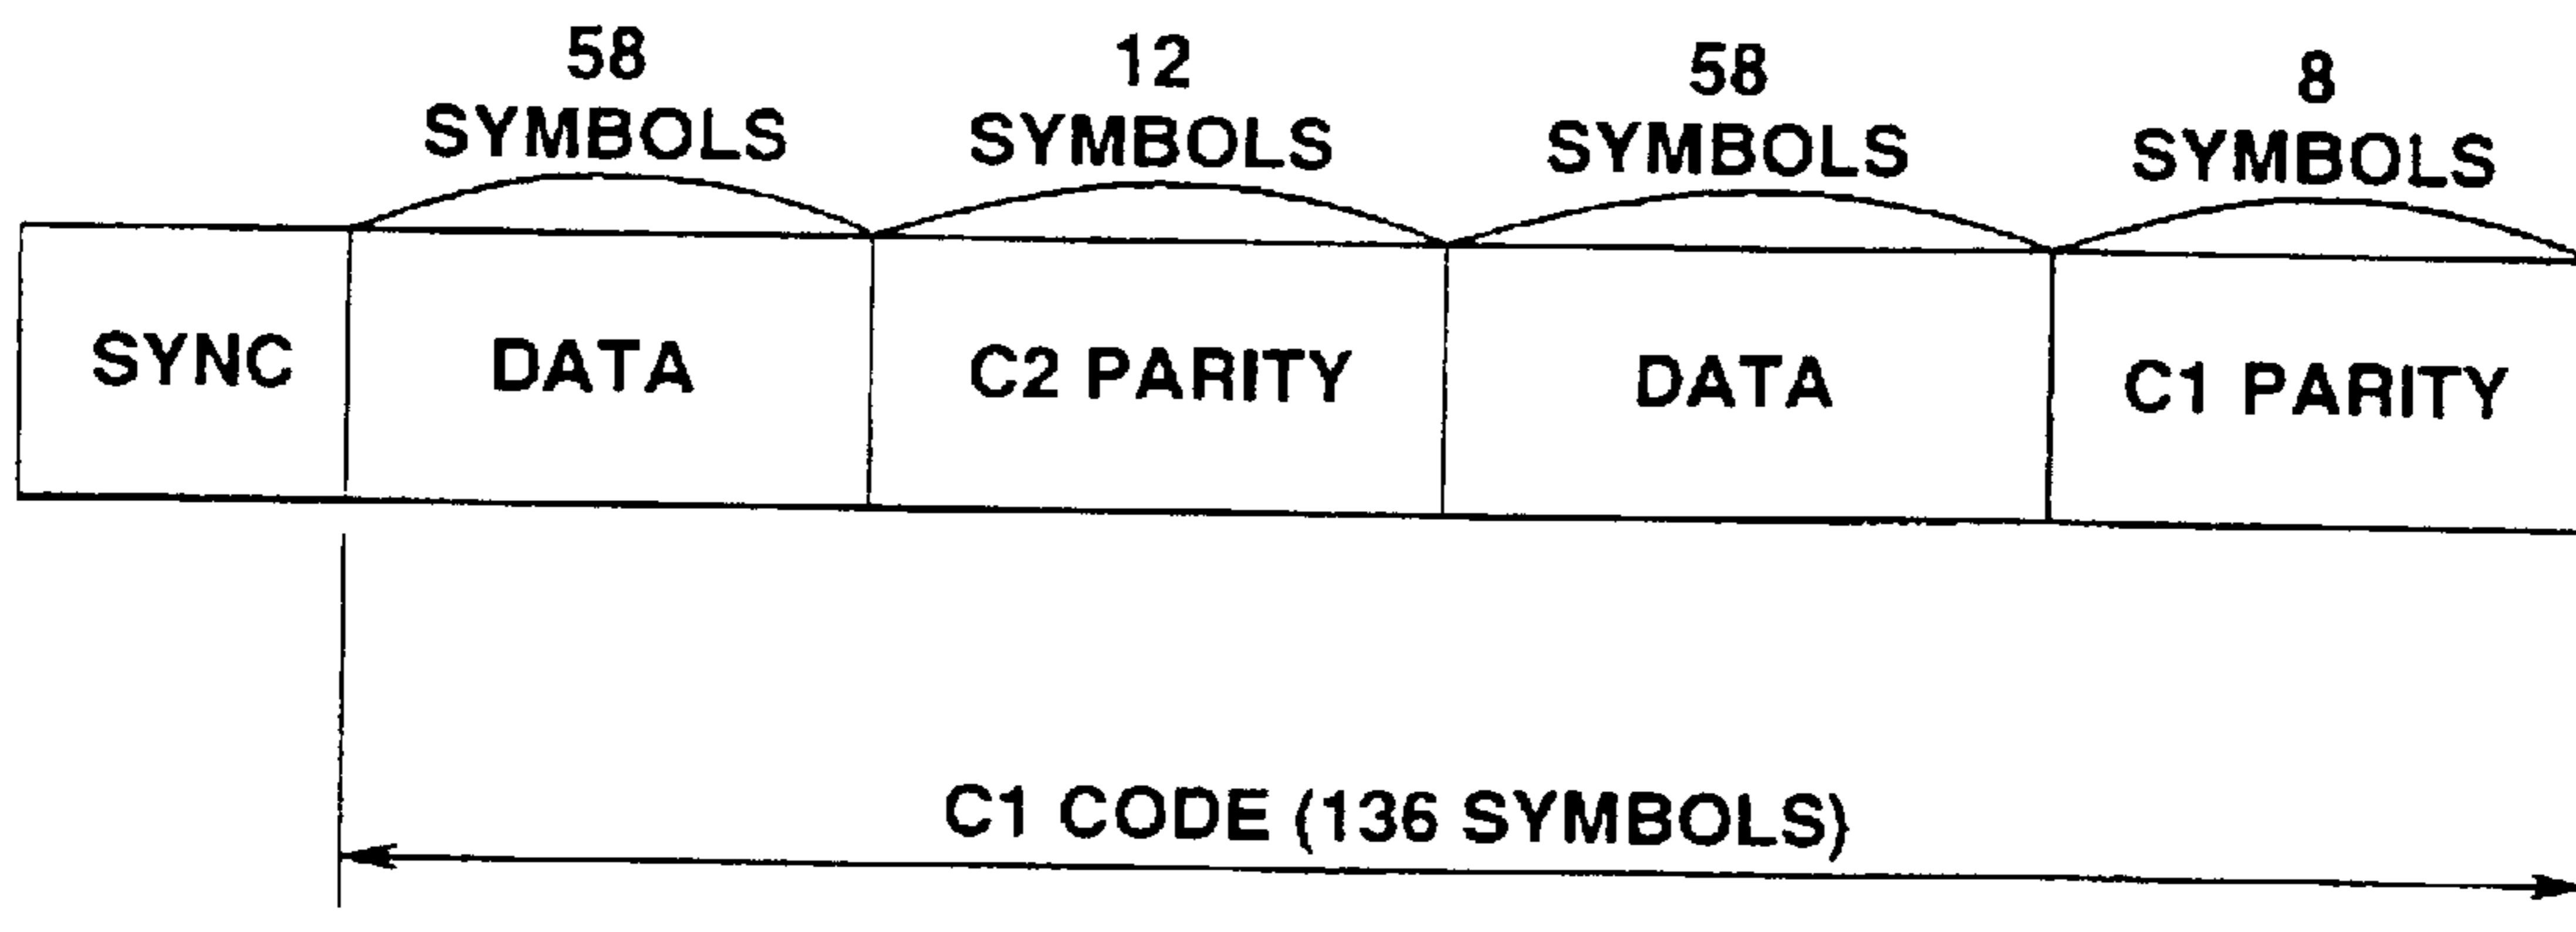 58
SYMBOLS
12
SYMBOLS
58
SYMBOLS
8
SYMBOLS
SYNC
DATA
C2 PARITY
DATA
C1 PARITY
C1 CODE (136 SYMBOLS)